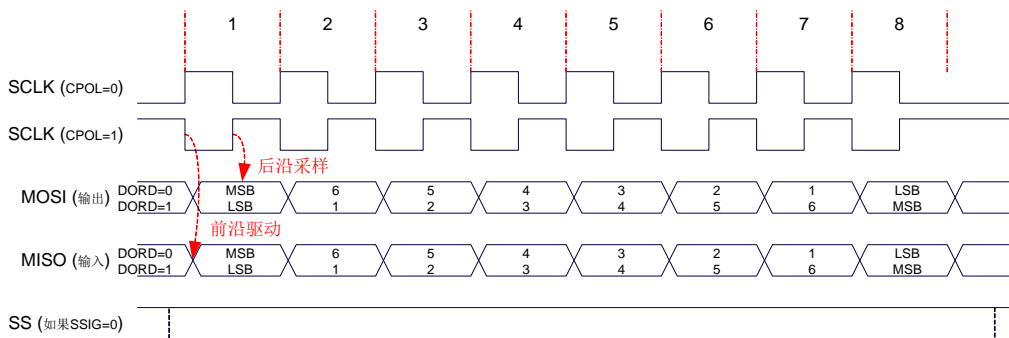 1 2 3 4 5 6 7 8
SCLK (CPOL=0)
SCLK (CPOL=1)
后沿采样
MOSI (输出) DORD=0 MSB 6 5 4 3 2 1 LSB
DORD=1 LSB 1 2 3 4 5 6 MSB
前沿驱动
MISO (输入) DORD=0 MSB 6 5 4 3 2 1 LSB
DORD=1 LSB 1 2 3 4 5 6 MSB
SS (如果SSIG=0)